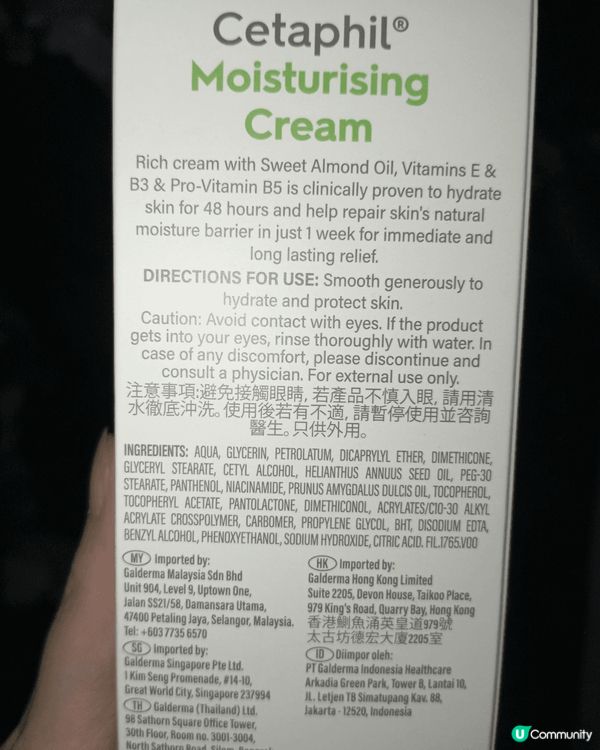 Cetaphil®
Moisturising
Cream
Rich cream with Sweet Almond Oil, Vitamins E &
B3 & Pro-Vitamin B5 is clinically proven to hydrate
skin for 48 hours and help repair skin's natural
moisture barrier in just 1 week for immediate and
long lasting relief.
DIRECTIONS FOR USE: Smooth generously to
hydrate and protect skin.
Caution: Avoid contact with eyes. If the product
gets into your eyes, rinse thoroughly with water. In
case of any discomfort, please discontinue and
consult a physician. For external use only.
注意事項:避免接觸眼睛, 若產品不慎入眼, 請用清
水徹底沖洗。使用後若有不適, 請暫停使用並咨詢
醫生。只供外用。
INGREDIENTS: AQUA, GLYCERIN, PETROLATUM, DICAPRYLYL ETHER, DIMETHICONE,
GLYCERYL STEARATE, CETYL ALCOHOL, HELIANTHUS ANNUUS SEED OIL, PEG-30
STEARATE, PANTHENOL, NIACINAMIDE, PRUNUS AMYGDALUS DULCIS OIL, TOCOPHEROL,
TOCOPHERYL ACETATE, PANTOLACTONE, DIMETHICONOL, ACRYLATES/C10-30 ALKYL
ACRYLATE CROSSPOLYMER, CARBOMER, PROPYLENE GLYCOL, BHT, DISODIUM EDTA,
BENZYL ALCOHOL, PHENOXYETHANOL, SODIUM HYDROXIDE, CITRIC ACID. FIL.1765.V00
MY Imported by:
Galderma Malaysia Sdn Bhd
Unit 904, Level 9, Uptown One,
Jalan SS21/58, Damansara Utama,
47400 Petaling Jaya, Selangor, Malaysia.
Tel: +603 7735 6570
SG Imported by:
Galderma Singapore Pte Ltd.
1 Kim Seng Promenade, #14-10,
Great World City, Singapore 237994
TH Galderma (Thailand) Ltd.
98 Sathorn Square Office Tower,
30th Floor, Room no. 3001-3004,
North Sathorn Road, Silom,
HK Imported by:
Galderma Hong Kong Limited
Suite 2205, Devon House, Taikoo Place,
979 King's Road, Quarry Bay, Hong Kong
香港鰂魚涌英皇道979號
太古坊德宏大廈2205室
ID Diimpor oleh:
PT Galderma Indonesia Healthcare
Arkadia Green Park, Tower B, Lantai 10,
JL. Letjen TB Simatupang Kav. 88,
Jakarta - 12520, Indonesia
U Community